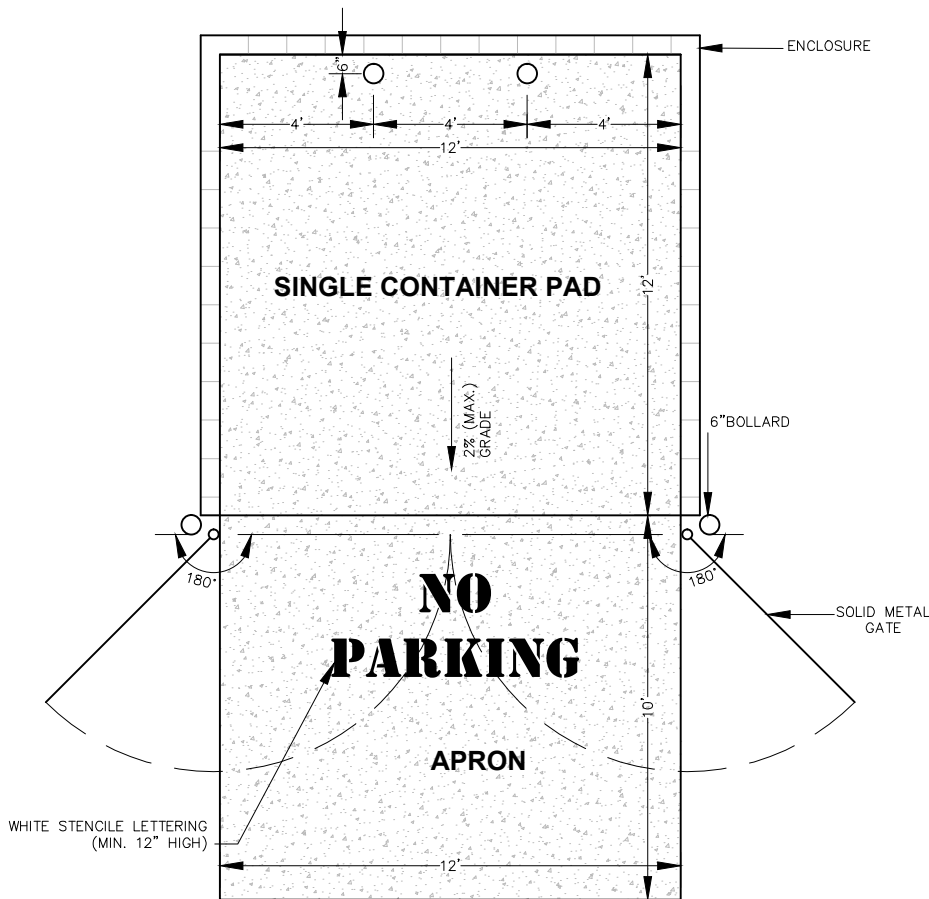 ENCLOSURE
6"
4'
4'
4'
12'
12'
SINGLE CONTAINER PAD
2% (MAX.)
GRADE
6"BOLLARD
180°
180°
NO
PARKING
SOLID METAL
GATE
10'
APRON
WHITE STENCILE LETTERING
(MIN. 12" HIGH)
12'